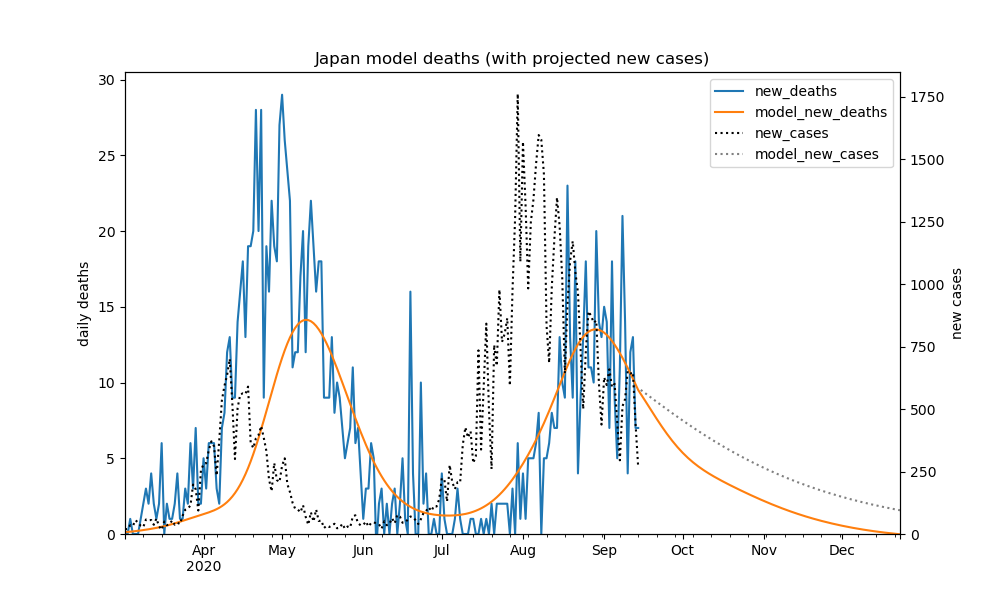 Japan model deaths (with projected new cases)
30
25
20
15
10
5
0
daily deaths
new_deaths
model_new_deaths
new_cases
model_new_cases
1750
1500
1250
1000
750
500
250
0
new cases
Apr
2020
May
Jun
Jul
Aug
Sep
Oct
Nov
Dec